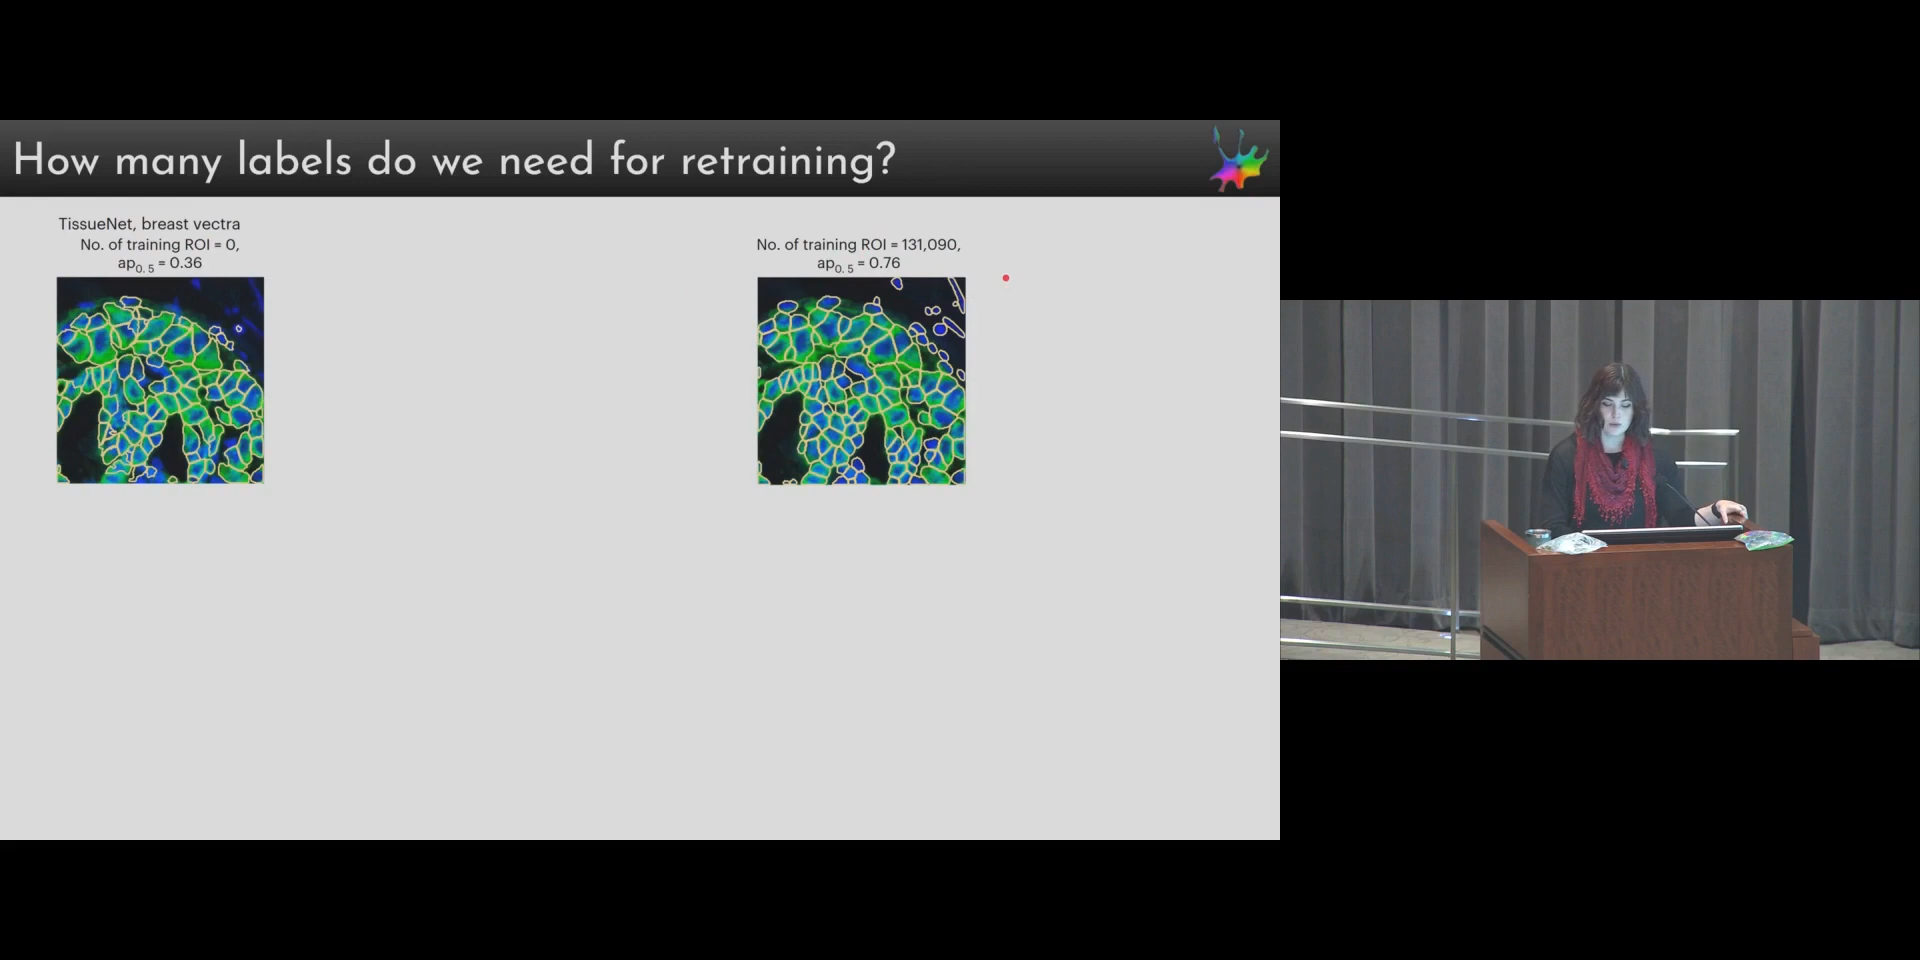 How many labels do we need for retraining?
TissueNet, breast vectra
No. of training ROI = 0,
ap0.5 = 0.36
No. of training ROI = 131,090,
ap0.5 = 0.76